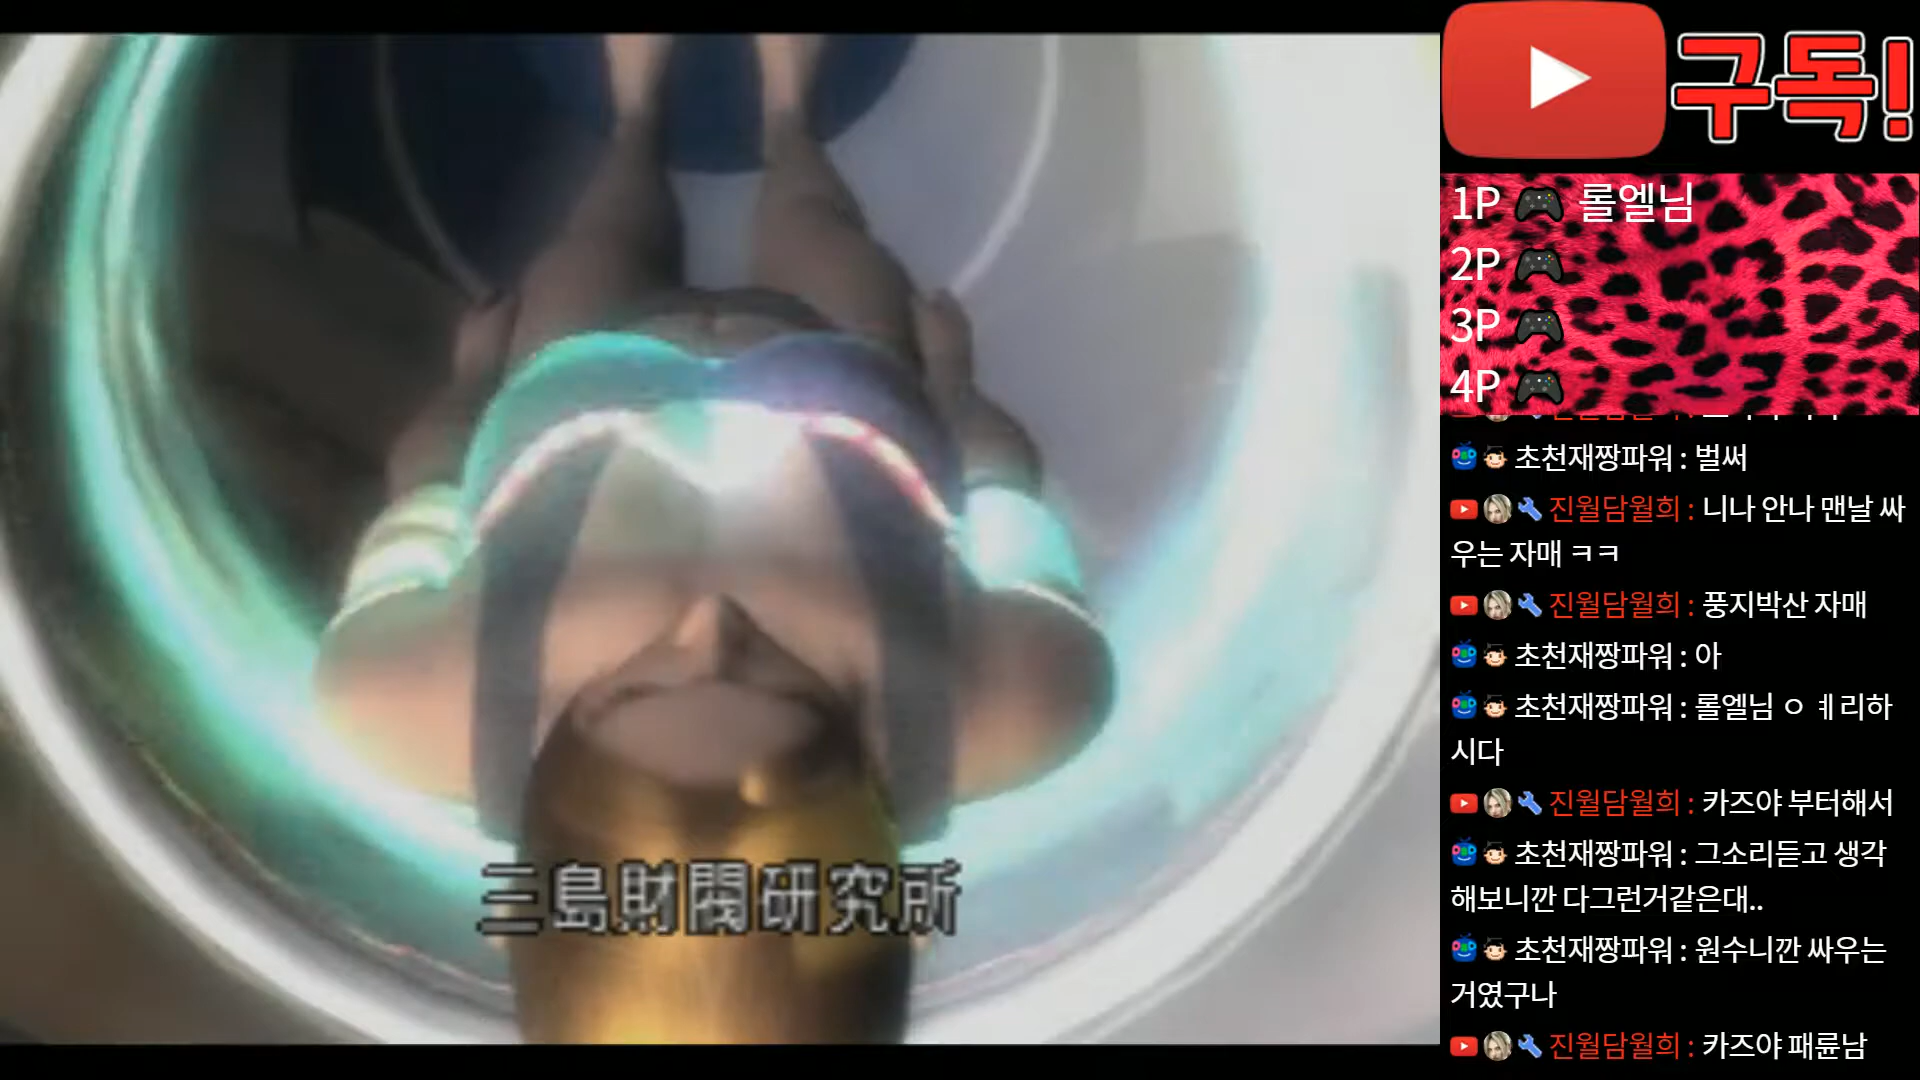 三島財閥研究所
구독!
1P 🎮 롤엘님
2P 🎮
3P 🎮
4P 🎮
초천재짱파워 : 벌써
진월담월희 : 니나 안나 맨날 싸
우는 자매 ㅋㅋ
진월담월희 : 풍지박산 자매
초천재짱파워 : 아
초천재짱파워 : 롤엘님 ㅇ ㅖ리하
시다
진월담월희 : 카즈야 부터해서
초천재짱파워 : 그소리듣고 생각
해보니깐 다그런거같은대..
초천재짱파워 : 원수니깐 싸우는
거였구나
진월담월희 : 카즈야 패륜남